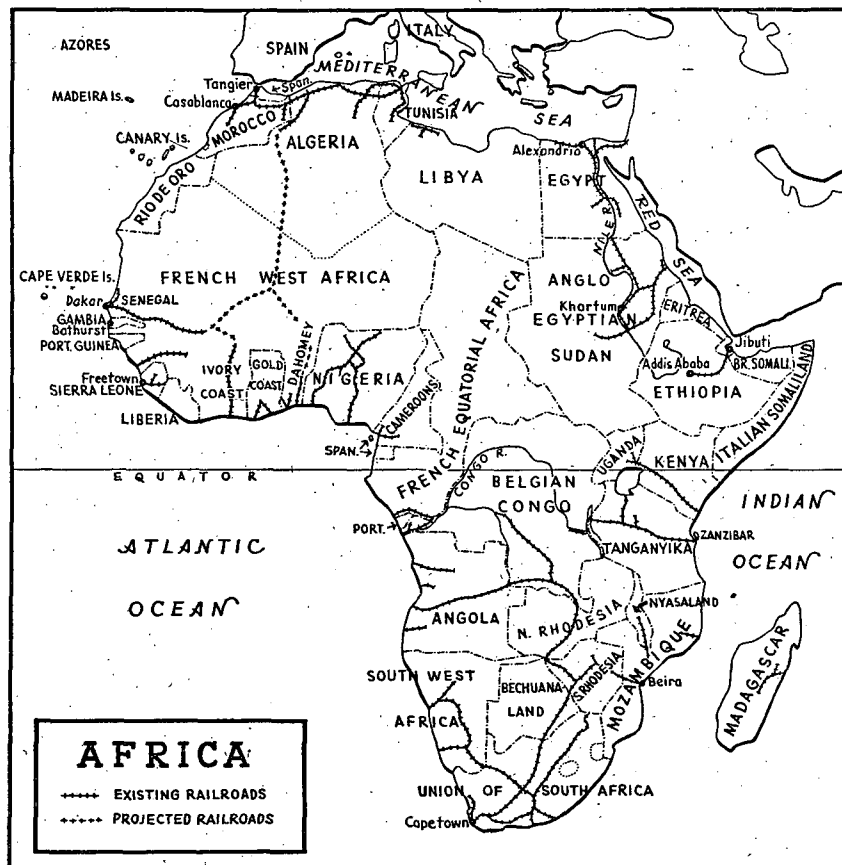 AZORES
SPAIN
ITALY
MEDITERRANEAN
SEA
Tangier
Span.
MADEIRA Is.
Casablanca
TUNISIA
MOROCCO
CANARY Is.
ALGERIA
Alexandria
LIBYA
EGYPT
RIO DE ORO
NILE R.
RED
SEA
CAPE VERDE Is.
FRENCH WEST AFRICA
ANGLO
EGYPTIAN
SUDAN
Khartum
ERITREA
Dakar
SENEGAL
GAMBIA
Bathurst
PORT. GUINEA
Jibuti
BR. SOMALI.
Addis Ababa
ETHIOPIA
Freetown
SIERRA LEONE
LIBERIA
IVORY
COAST
GOLD
COAST
DAHOMEY
NIGERIA
CAMEROONS
FRENCH EQUATORIAL AFRICA
ITALIAN SOMALILAND
SPAN.
UGANDA
KENYA
EQUATOR
CONGO R.
BELGIAN
CONGO
INDIAN
OCEAN
PORT.
ZANZIBAR
TANGANYIKA
ATLANTIC
OCEAN
ANGOLA
N. RHODESIA
NYASALAND
MOZAMBIQUE
MADAGASCAR
SOUTH WEST
AFRICA
BECHUANA-
LAND
S. RHODESIA
Beira
UNION OF SOUTH AFRICA
Capetown
AFRICA
EXISTING RAILROADS
PROJECTED RAILROADS